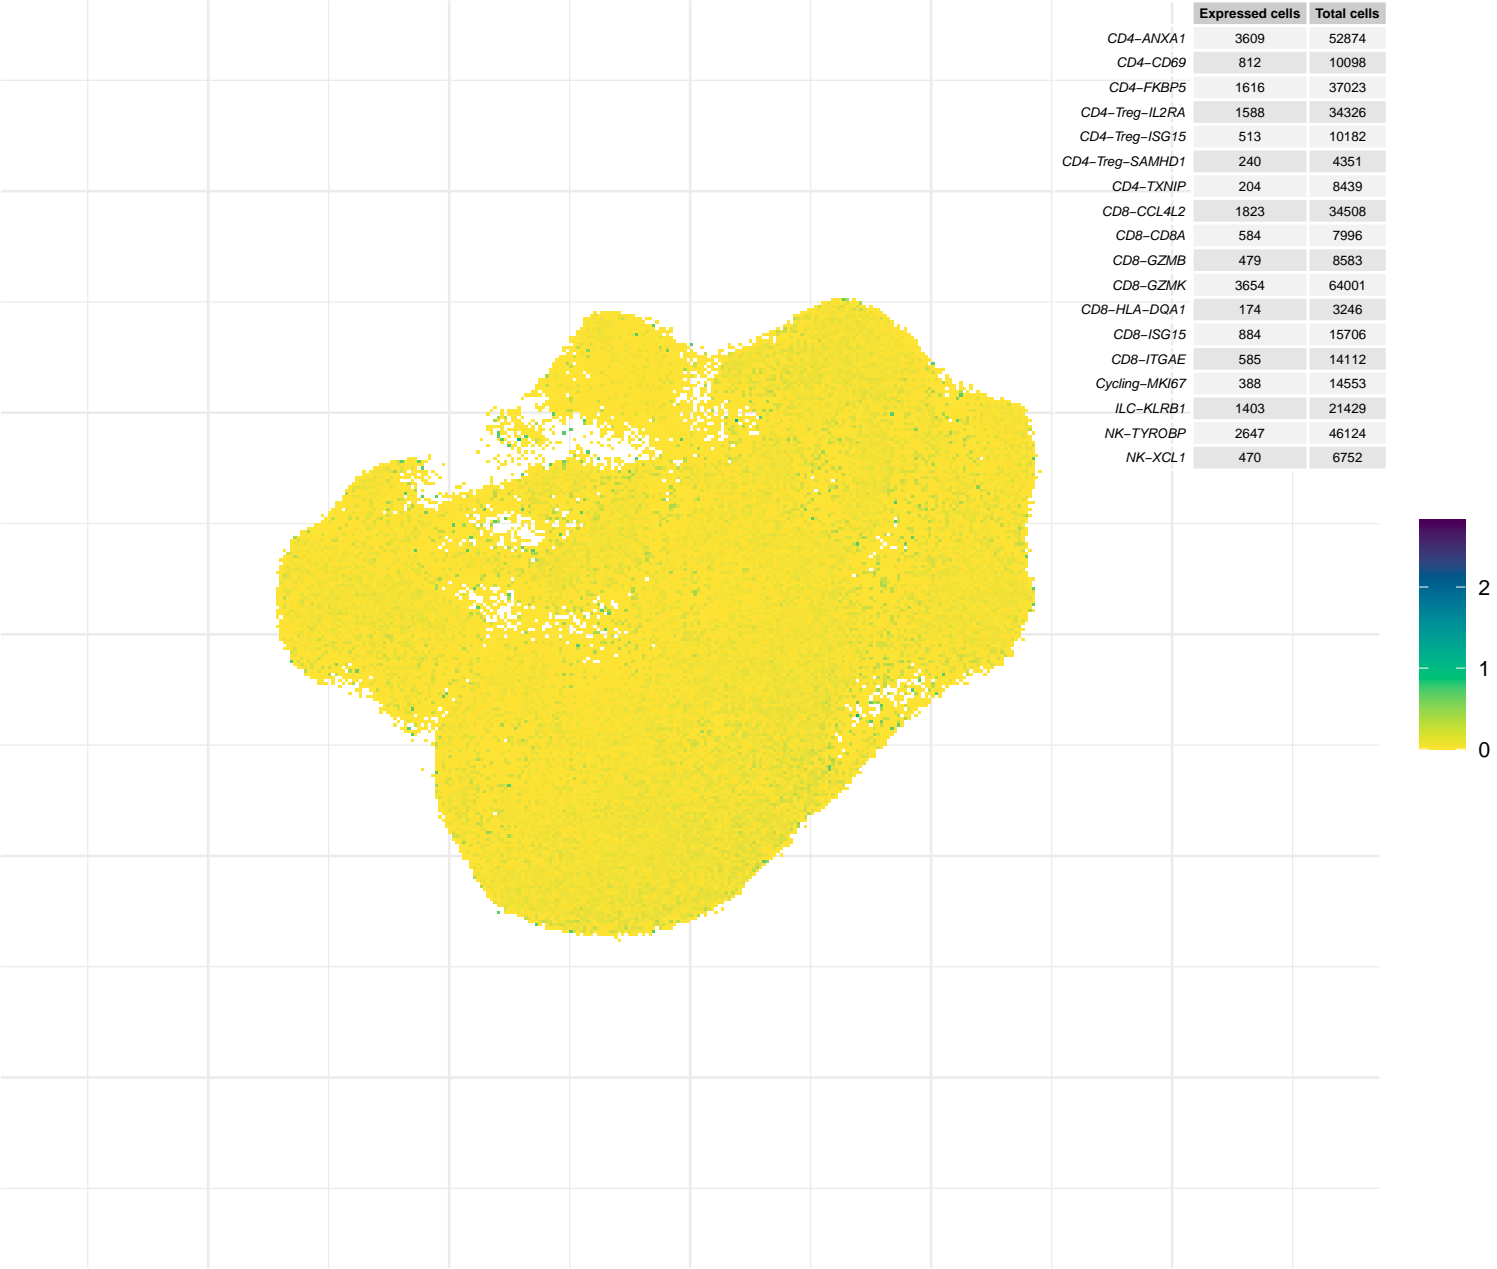 Expressed cells Total cells
CD4−ANXA1 3609 52874
CD4−CD69 812 10098
CD4−FKBP5 1616 37023
CD4−Treg−IL2RA 1588 34326
CD4−Treg−ISG15 513 10182
CD4−Treg−SAMHD1 240 4351
CD4−TXNIP 204 8439
CD8−CCL4L2 1823 34508
CD8−CD8A 584 7996
CD8−GZMB 479 8583
CD8−GZMK 3654 64001
CD8−HLA−DQA1 174 3246
CD8−ISG15 884 15706
CD8−ITGAE 585 14112
Cycling−MKI67 388 14553
ILC−KLRB1 1403 21429
NK−TYROBP 2647 46124
NK−XCL1 470 6752
2
1
0